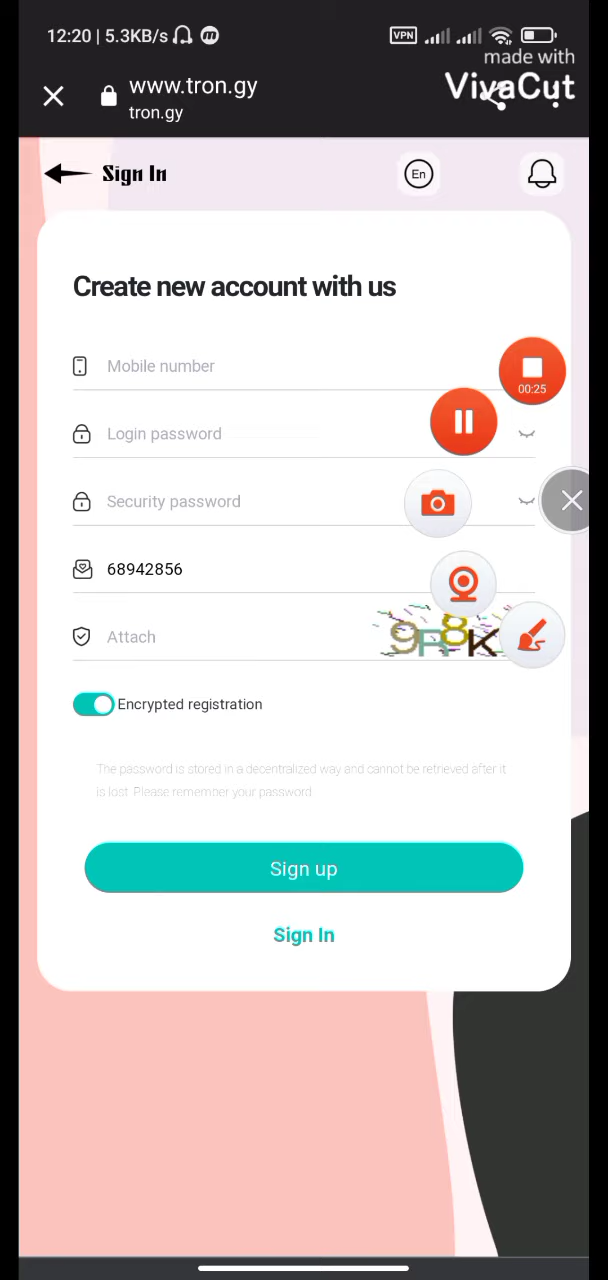 12:20 | 5.3KB/s
VPN
made with
VivaCut
www.tron.gy
tron.gy
Sign In
En
Create new account with us
Mobile number
00:25
Login password
Security password
68942856
Attach
9R8K
Encrypted registration
The password is stored in a decentralized way and cannot be retrieved after it
is lost. Please remember your password
Sign up
Sign In